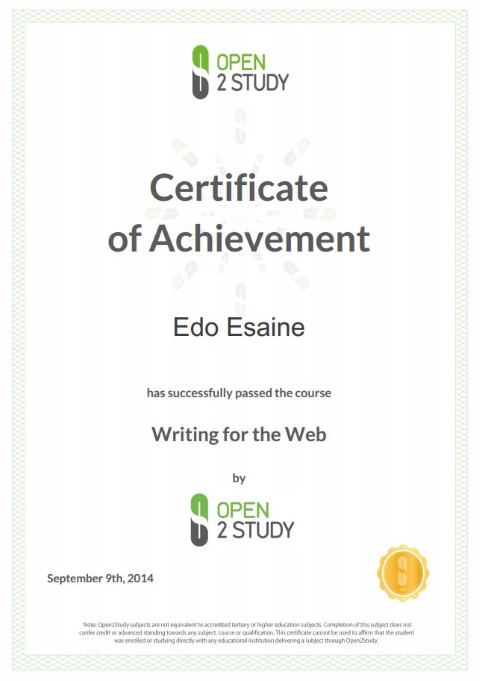 OPEN
2 STUDY
Certificate
of Achievement
Edo Esaine
has successfully passed the course
Writing for the Web
by
OPEN
2 STUDY
September 9th, 2014
Note: Open2Study subjects are not equivalent to accredited tertiary or higher education subjects. Completion of this subject does not
confer credit or advanced standing towards any subject, course or qualification. This certificate cannot be used to affirm that the student
was enrolled or studying directly with any educational institution delivering a subject through Open2Study.